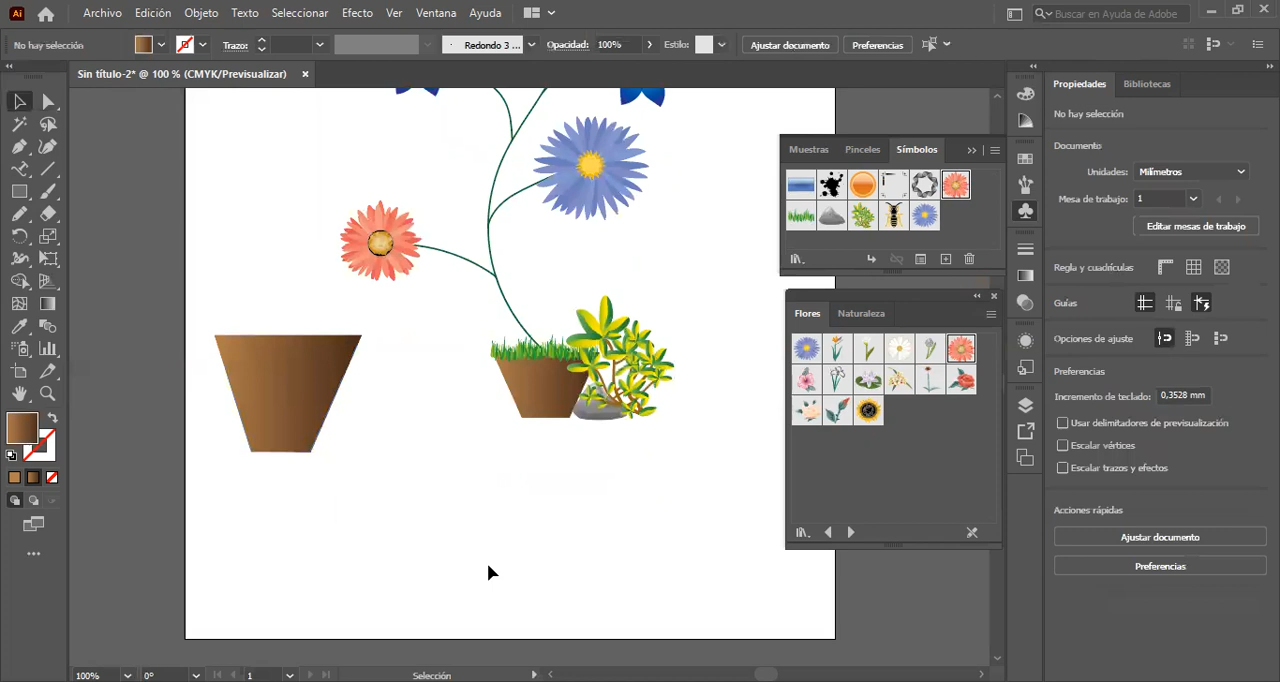 Ai Archivo Edición Objeto Texto Seleccionar Efecto Ver Ventana Ayuda Buscar en Ayuda de Adobe
No hay selección Trazo: Redondo 3 ... Opacidad: 100% Estilo: Ajustar documento Preferencias
Sin título-2* @ 100 % (CMYK/Previsualizar)
Propiedades Bibliotecas
No hay selección
Documento
Unidades: Milímetros
Mesa de trabajo: 1
Editar mesas de trabajo
Regla y cuadrículas
Guías
Opciones de ajuste
Preferencias
Incremento de teclado: 0,3528 mm
Usar delimitadores de previsualización
Escalar vértices
Escalar trazos y efectos
Acciones rápidas
Ajustar documento
Preferencias
Muestras Pinceles Símbolos
Flores Naturaleza
100% 0° 1 Selección